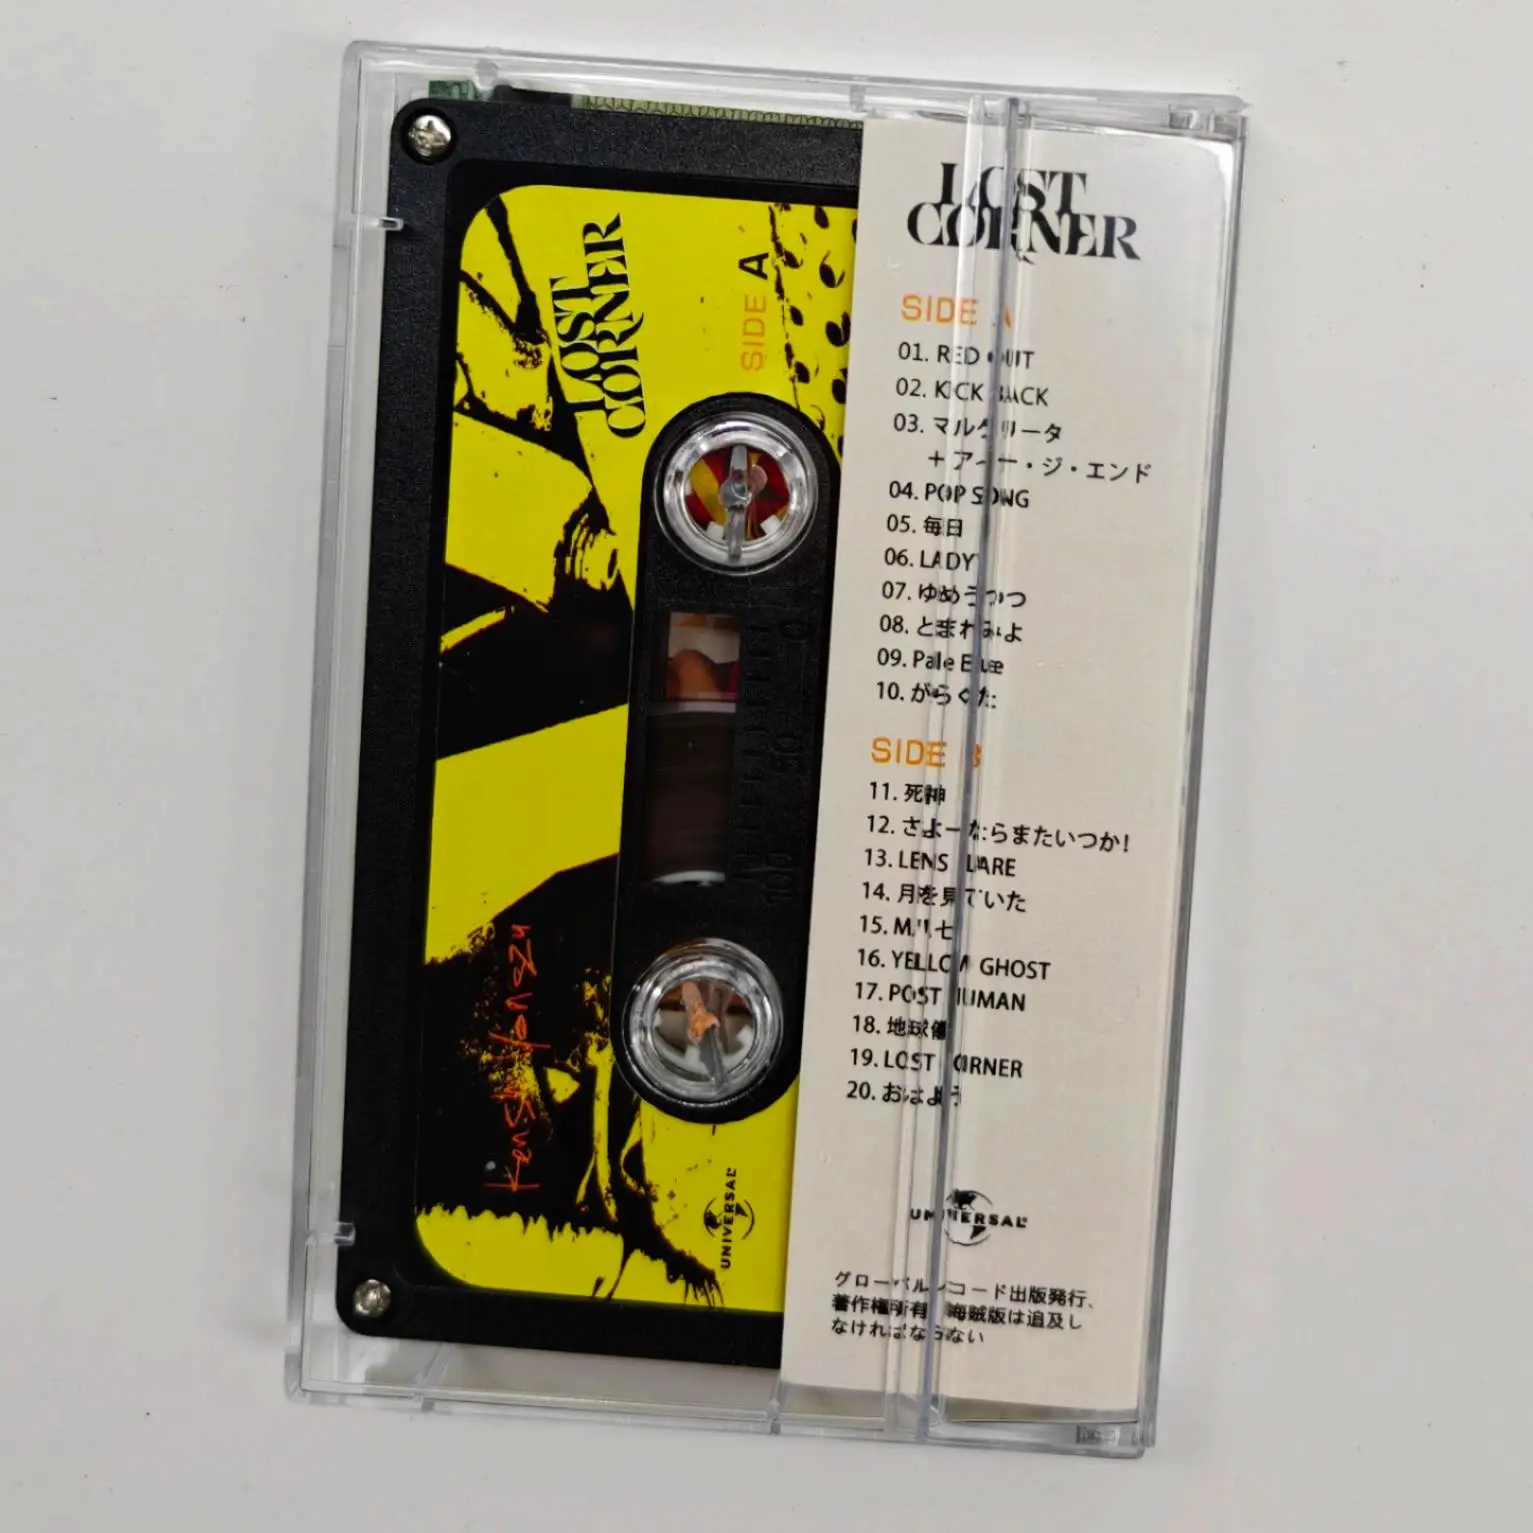 LOST
CORNER
SIDE A
Kenshi Yonezu
UNIVERSAL
LOST
CORNER
SIDE A
01. RED OUT
02. KICK BACK
03. マルゲリータ
+ アイナ・ジ・エンド
04. POP SONG
05. 毎日
06. LADY
07. ゆめうつつ
08. とまれみよ
09. Pale Blue
10. がらくた
SIDE B
11. 死神
12. さよーならまたいつか!
13. LENS FLARE
14. 月を見ていた
15. M八七
16. YELLOW GHOST
17. POST HUMAN
18. 地球儀
19. LOST CORNER
20. おはよう
UNIVERSAL
グローバルレコード出版発行、
著作権所有 海賊版は追及し
なければならない
100 50 0